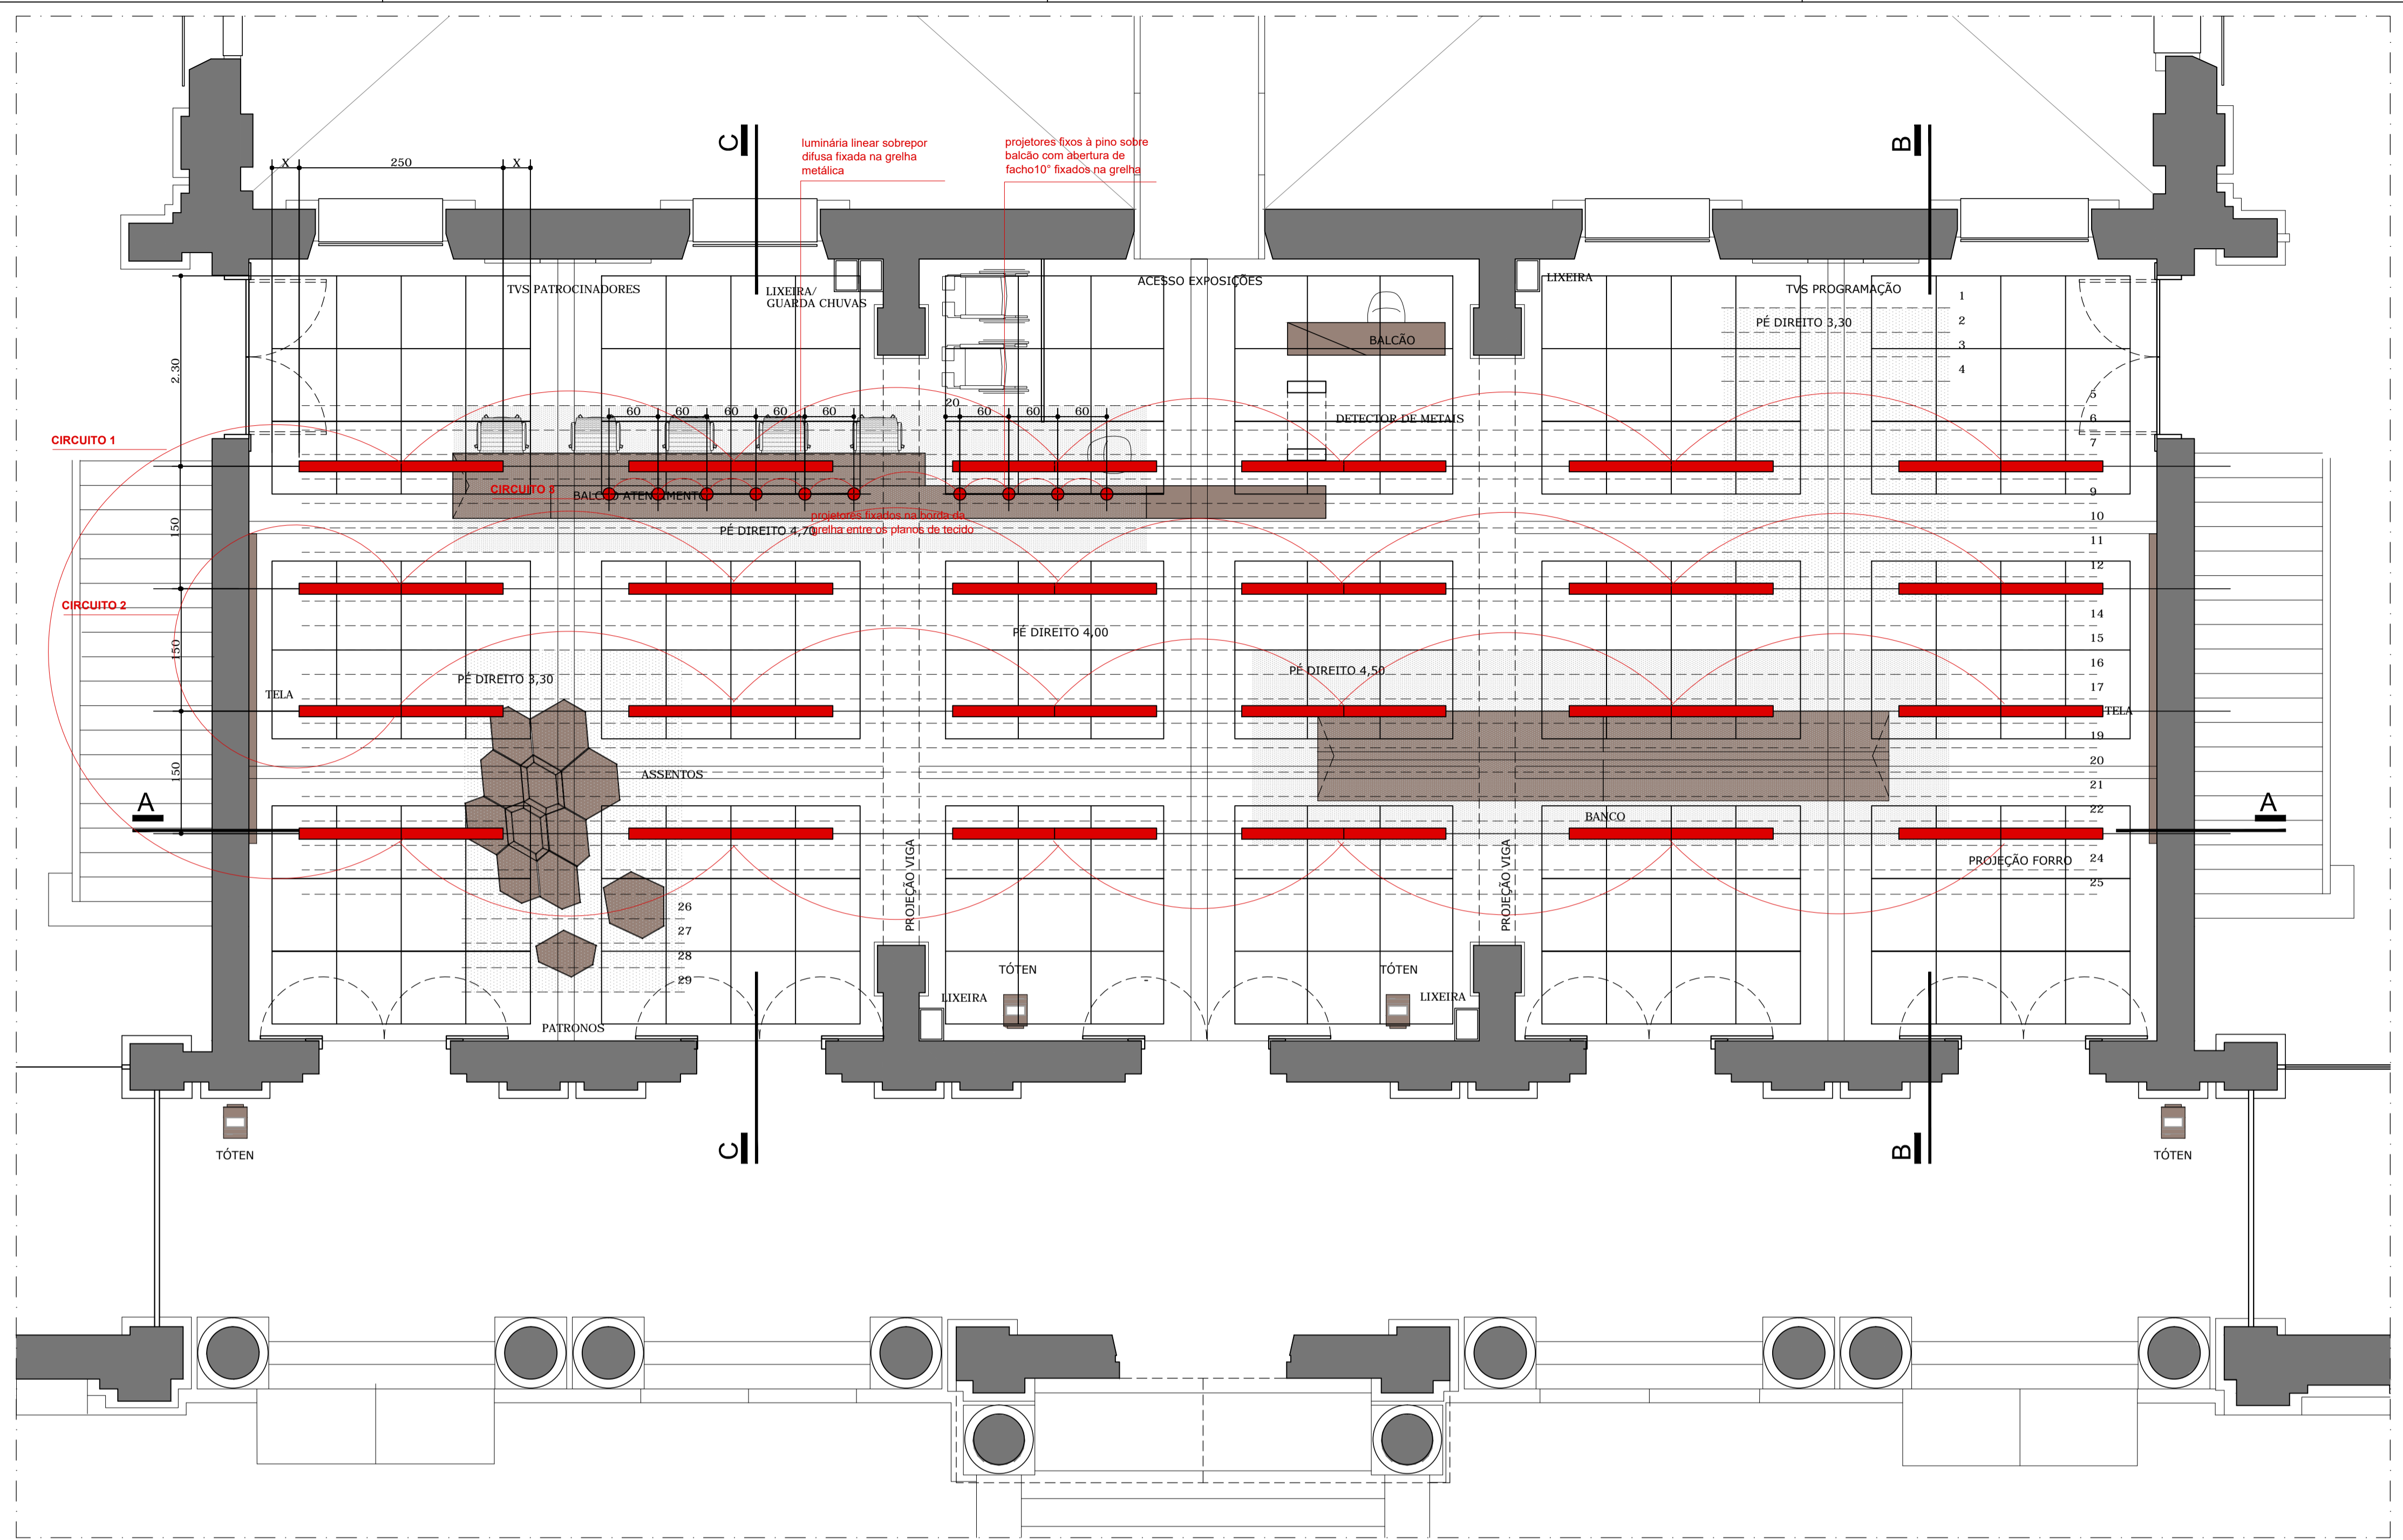 C
B
luminária linear sobrepor
difusa fixada na grelha
metálica
projetores fixos à pino sobre
balcão com abertura de
facho10° fixados na grelha
X
250
X
TVS PATROCINADORES
LIXEIRA/
GUARDA CHUVAS
ACESSO EXPOSIÇÕES
LIXEIRA
TVS PROGRAMAÇÃO
1
PÉ DIREITO 3,30
2
BALCÃO
3
4
2.30
5
20
60
60
60
60
60
60
60
60
DETECTOR DE METAIS
6
CIRCUITO 1
7
CIRCUITO 3
BALCÃO ATENDIMENTO
9
projetores fixados na borda da
grelha entre os planos de tecido
PÉ DIREITO 4,70
10
150
11
12
CIRCUITO 2
14
PÉ DIREITO 4,00
15
150
16
PÉ DIREITO 3,30
PÉ DIREITO 4,50
17
TELA
TELA
19
20
150
ASSENTOS
21
A
22
A
BANCO
24
PROJEÇÃO FORRO
PROJEÇÃO VIGA
PROJEÇÃO VIGA
25
26
27
28
29
TÓTEN
TÓTEN
LIXEIRA
LIXEIRA
PATRONOS
C
B
TÓTEN
TÓTEN